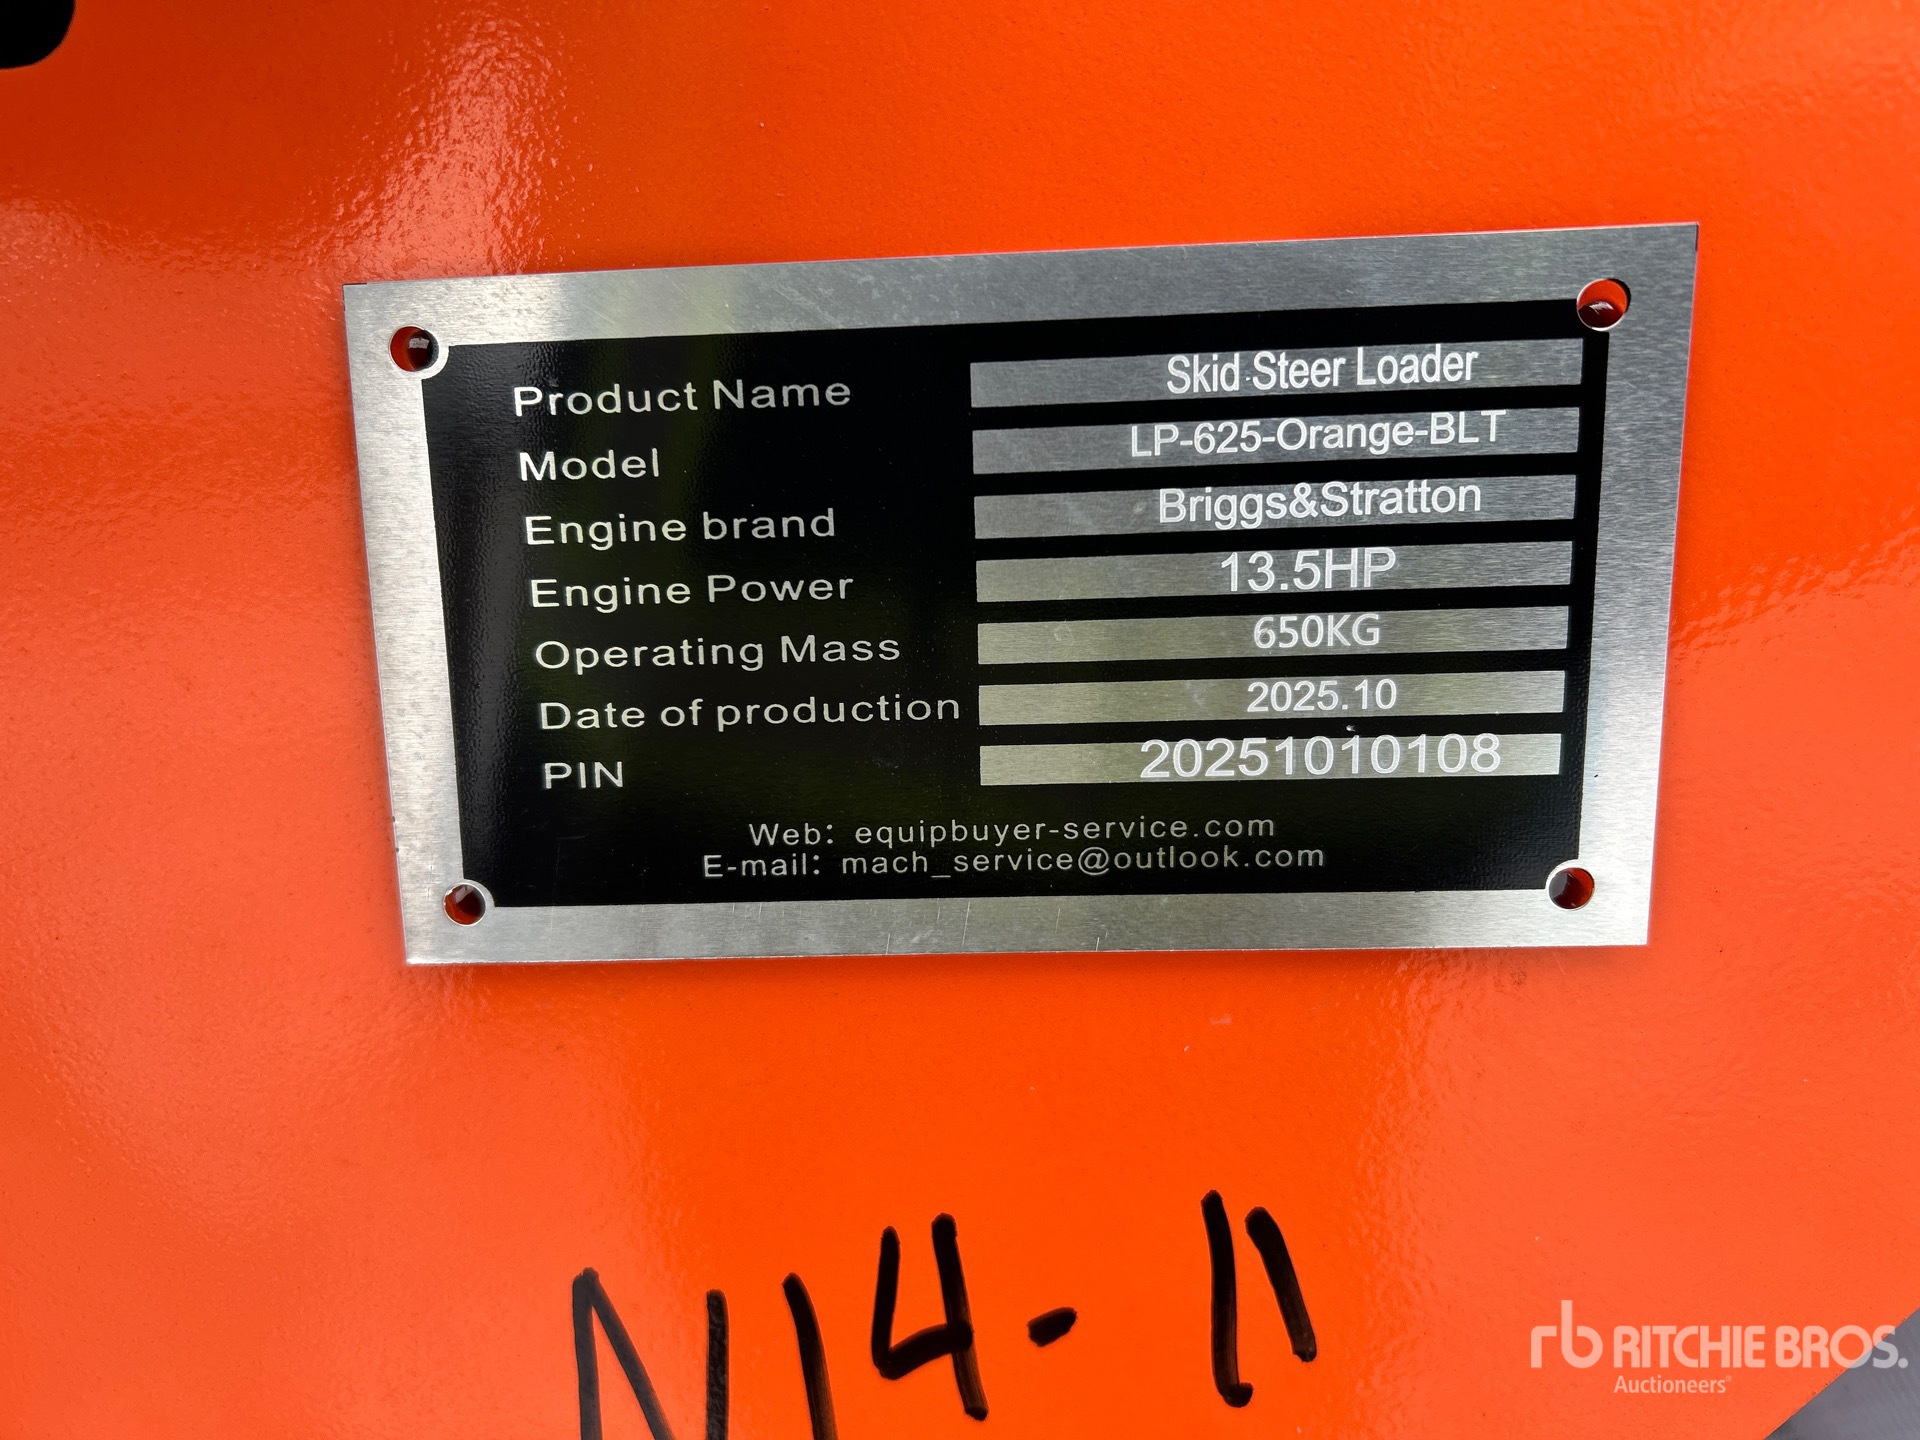 Product Name Skid Steer Loader
Model LP-625-Orange-BLT
Engine brand Briggs&Stratton
Engine Power 13.5HP
Operating Mass 650KG
Date of production 2025.10
PIN 20251010108
Web: equipbuyer-service.com
E-mail: mach_service@outlook.com
N14-11
rb RITCHIE BROS.
Auctioneers